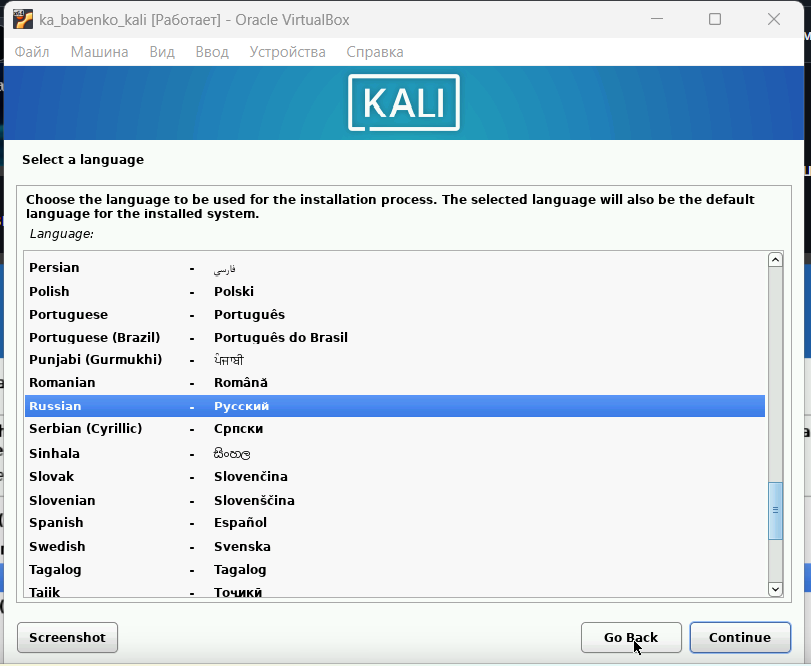 ka_babenko_kali [Работает] - Oracle VirtualBox
Файл Машина Вид Ввод Устройства Справка
KALI
Select a language
Choose the language to be used for the installation process. The selected language will also be the default
language for the installed system.
Language:
Persian - فارسی
Polish - Polski
Portuguese - Português
Portuguese (Brazil) - Português do Brasil
Punjabi (Gurmukhi) - ਪੰਜਾਬੀ
Romanian - Română
Russian - Русский
Serbian (Cyrillic) - Српски
Sinhala - සිංහල
Slovak - Slovenčina
Slovenian - Slovenščina
Spanish - Español
Swedish - Svenska
Tagalog - Tagalog
Tajik - Тоҷикӣ
Screenshot Go Back Continue